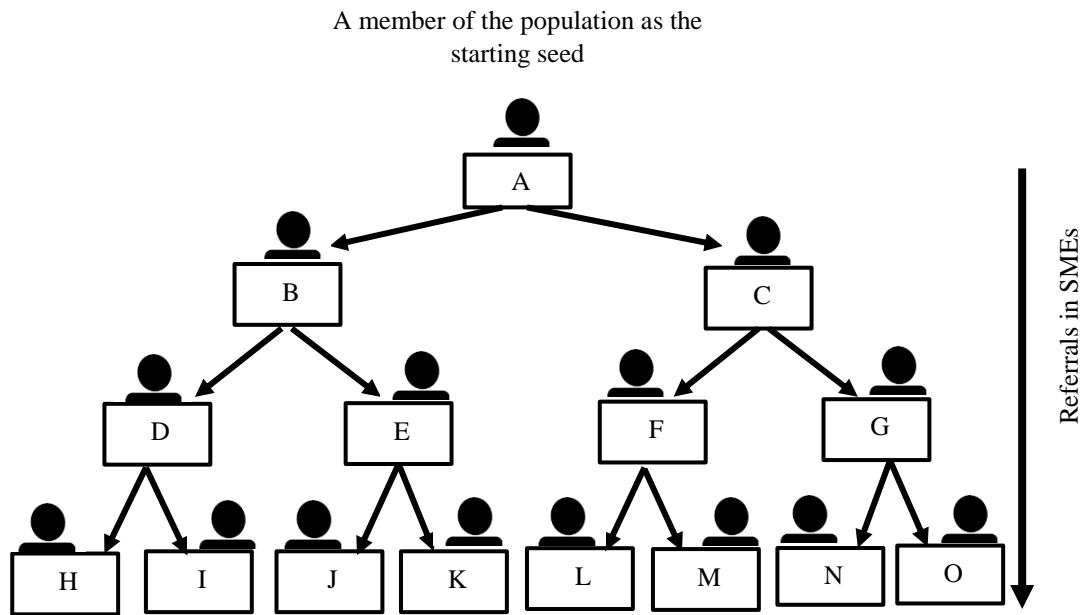 A member of the population as the
starting seed
A
B
C
D
E
F
G
H
I
J
K
L
M
N
O
Referrals in SMEs